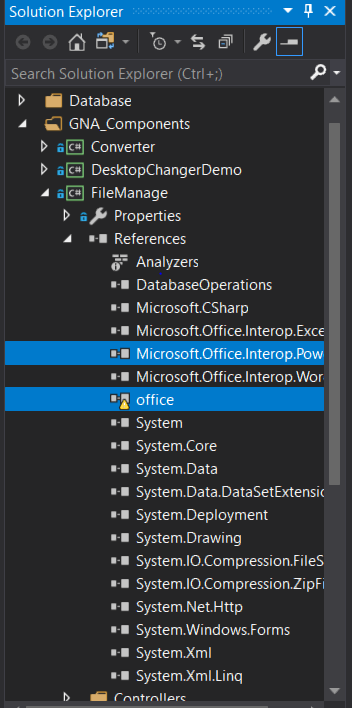 Solution Explorer
Search Solution Explorer (Ctrl+;)
Database
GNA_Components
C# Converter
C# DesktopChangerDemo
C# FileManage
Properties
References
Analyzers
DatabaseOperations
Microsoft.CSharp
Microsoft.Office.Interop.Exce
Microsoft.Office.Interop.Pow
Microsoft.Office.Interop.Wor
office
System
System.Core
System.Data
System.Data.DataSetExtensio
System.Deployment
System.Drawing
System.IO.Compression.FileS
System.IO.Compression.ZipFi
System.Net.Http
System.Windows.Forms
System.Xml
System.Xml.Linq
Controllers